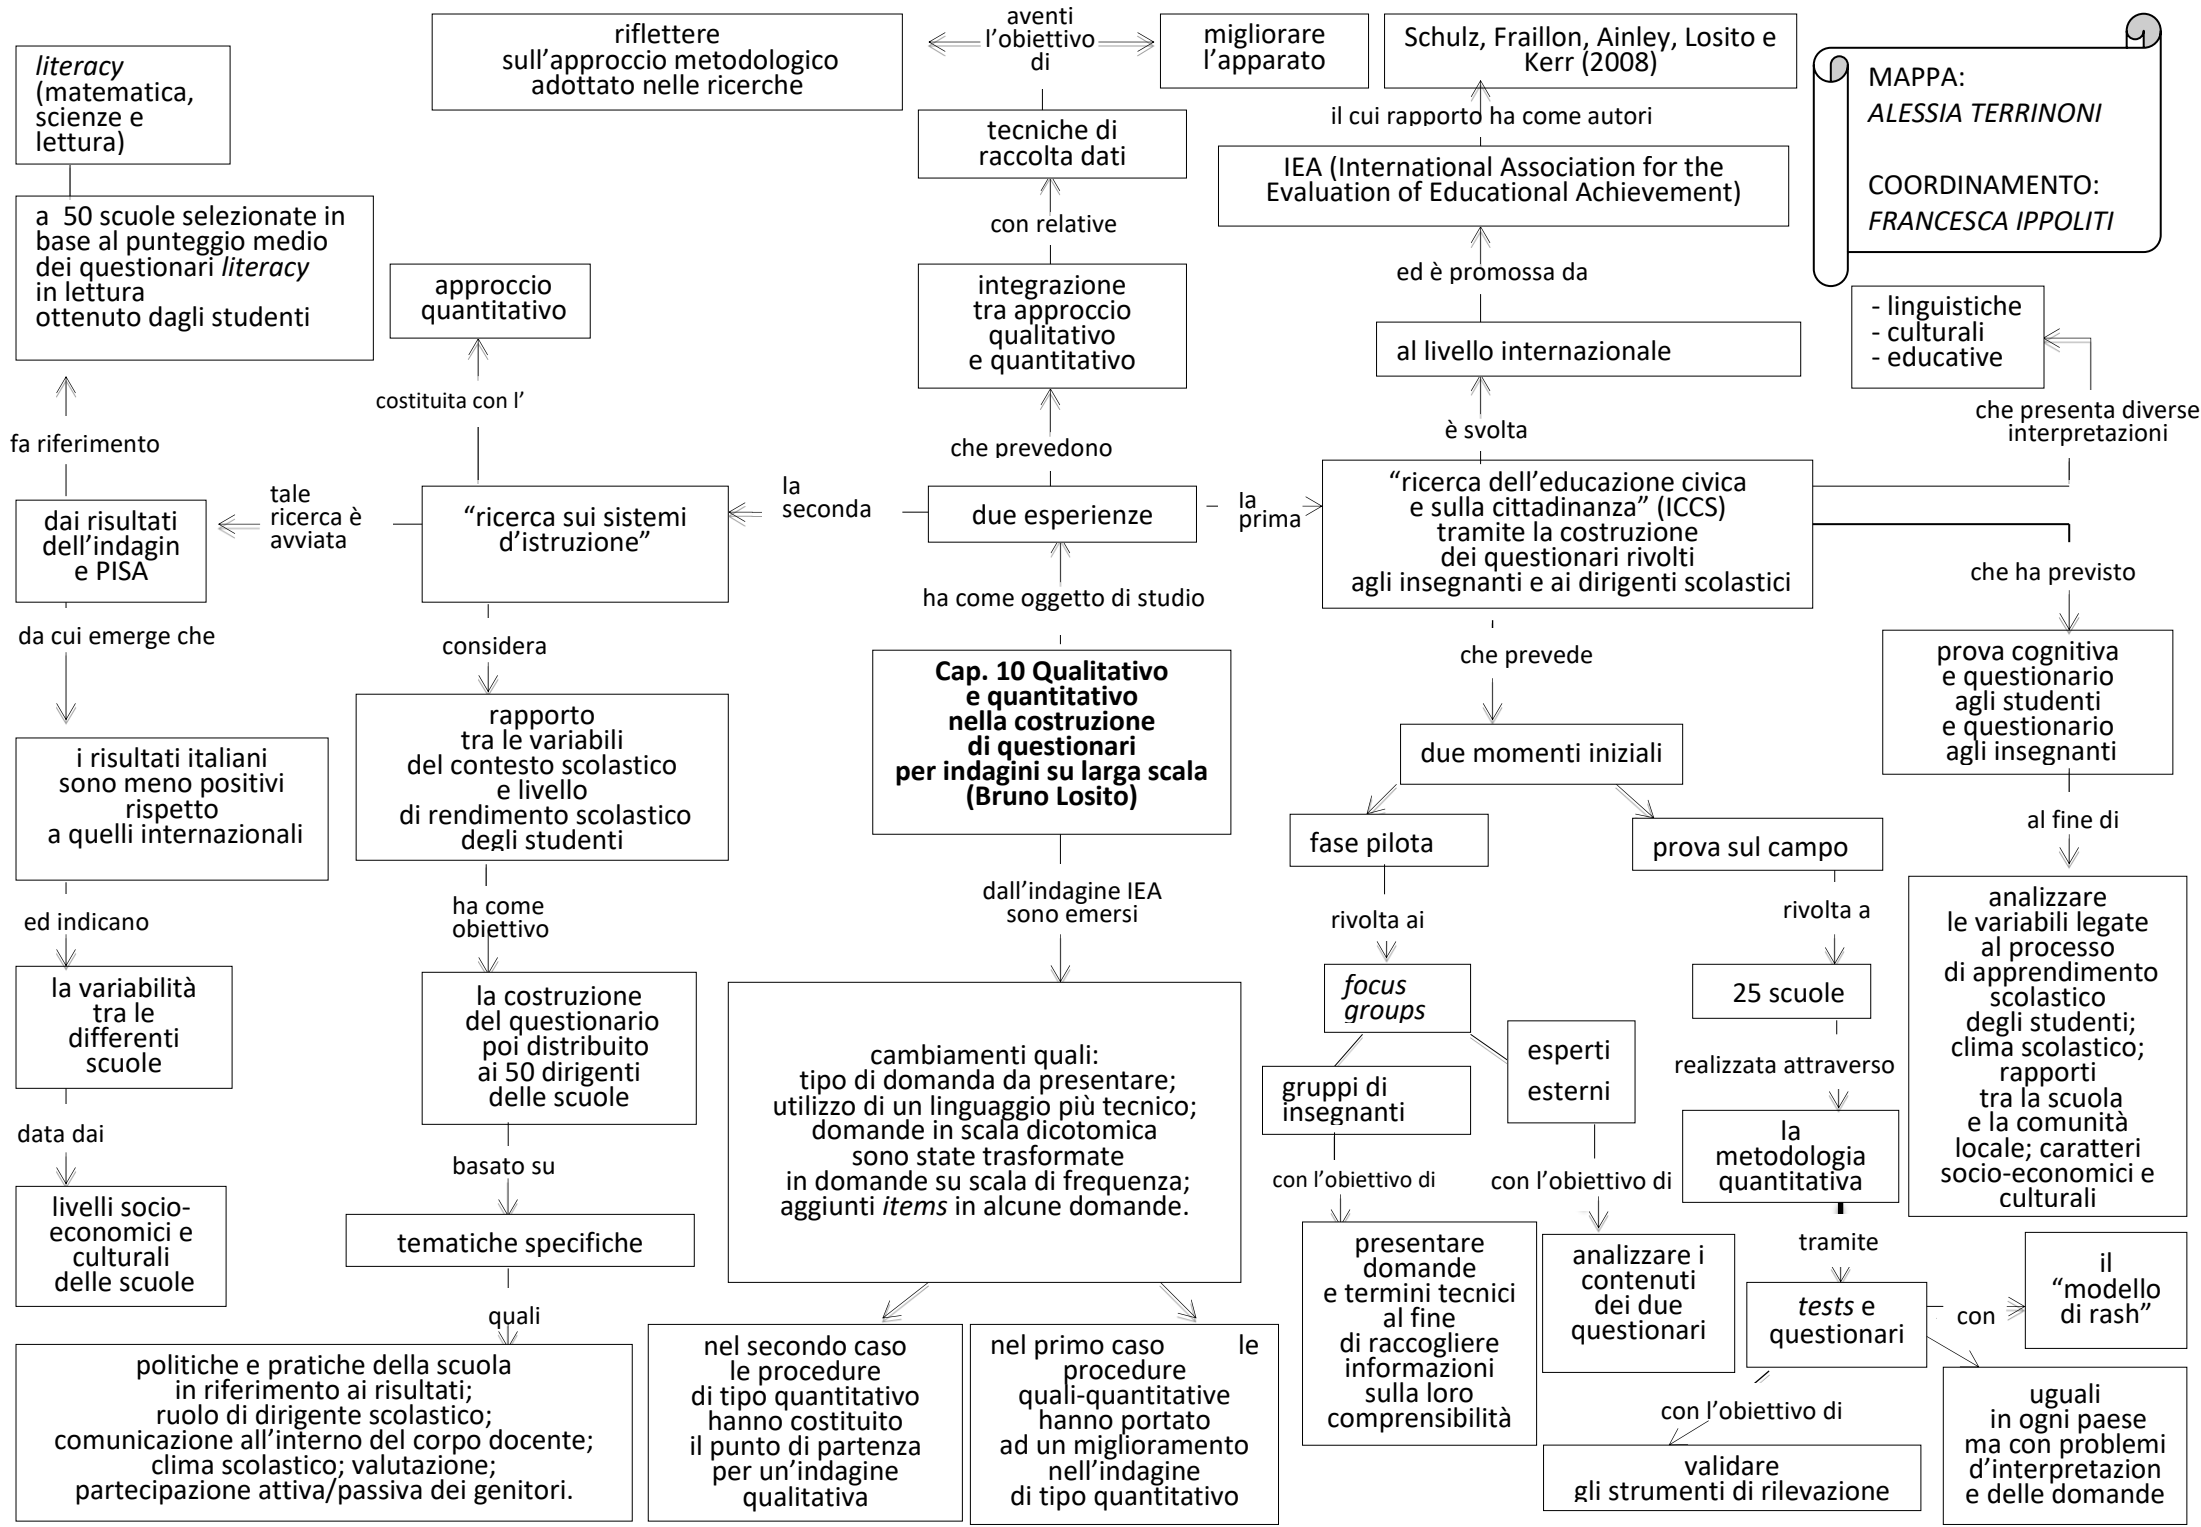 riflettere
sull'approccio metodologico
adottato nelle ricerche
aventi
l'obiettivo
di
migliorare
l'apparato
Schulz, Fraillon, Ainley, Losito e
Kerr (2008)
MAPPA:
ALESSIA TERRINONI
COORDINAMENTO:
FRANCESCA IPPOLITI
literacy
(matematica,
scienze e
lettura)
il cui rapporto ha come autori
tecniche di
raccolta dati
IEA (International Association for the
Evaluation of Educational Achievement)
a  50 scuole selezionate in
base al punteggio medio
dei questionari literacy
in lettura
ottenuto dagli studenti
con relative
ed è promossa da
approccio
quantitativo
integrazione
tra approccio
qualitativo
e quantitativo
al livello internazionale
- linguistiche
- culturali
- educative
costituita con l'
che presenta diverse
interpretazioni
fa riferimento
che prevedono
è svolta
dai risultati
dell'indagin
e PISA
tale
ricerca è
avviata
"ricerca sui sistemi
d'istruzione"
la
seconda
due esperienze
la
prima
"ricerca dell'educazione civica
e sulla cittadinanza" (ICCS)
tramite la costruzione
dei questionari rivolti
agli insegnanti e ai dirigenti scolastici
che ha previsto
ha come oggetto di studio
da cui emerge che
considera
che prevede
Cap. 10 Qualitativo
e quantitativo
nella costruzione
di questionari
per indagini su larga scala
(Bruno Losito)
prova cognitiva
e questionario
agli studenti
e questionario
agli insegnanti
i risultati italiani
sono meno positivi
rispetto
a quelli internazionali
rapporto
tra le variabili
del contesto scolastico
e livello
di rendimento scolastico
degli studenti
due momenti iniziali
fase pilota
prova sul campo
al fine di
ed indicano
ha come
obiettivo
dall'indagine IEA
sono emersi
rivolta ai
rivolta a
analizzare
le variabili legate
al processo
di apprendimento
scolastico
degli studenti;
clima scolastico;
rapporti
tra la scuola
e la comunità
locale; caratteri
socio-economici e
culturali
la variabilità
tra le
differenti
scuole
la costruzione
del questionario
poi distribuito
ai 50 dirigenti
delle scuole
focus
groups
25 scuole
cambiamenti quali:
tipo di domanda da presentare;
utilizzo di un linguaggio più tecnico;
domande in scala dicotomica
sono state trasformate
in domande su scala di frequenza;
aggiunti items in alcune domande.
gruppi di
insegnanti
esperti
esterni
realizzata attraverso
data dai
basato su
con l'obiettivo di
con l'obiettivo di
la
metodologia
quantitativa
livelli socio-
economici e
culturali
delle scuole
tematiche specifiche
presentare
domande
e termini tecnici
al fine
di raccogliere
informazioni
sulla loro
comprensibilità
analizzare i
contenuti
dei due
questionari
tramite
tests e
questionari
con
il
"modello
di rash"
quali
politiche e pratiche della scuola
in riferimento ai risultati;
ruolo di dirigente scolastico;
comunicazione all'interno del corpo docente;
clima scolastico; valutazione;
partecipazione attiva/passiva dei genitori.
nel secondo caso
le procedure
di tipo quantitativo
hanno costituito
il punto di partenza
per un'indagine
qualitativa
nel primo caso le
procedure
quali-quantitative
hanno portato
ad un miglioramento
nell'indagine
di tipo quantitativo
con l'obiettivo di
validare
gli strumenti di rilevazione
uguali
in ogni paese
ma con problemi
d'interpretazion
e delle domande